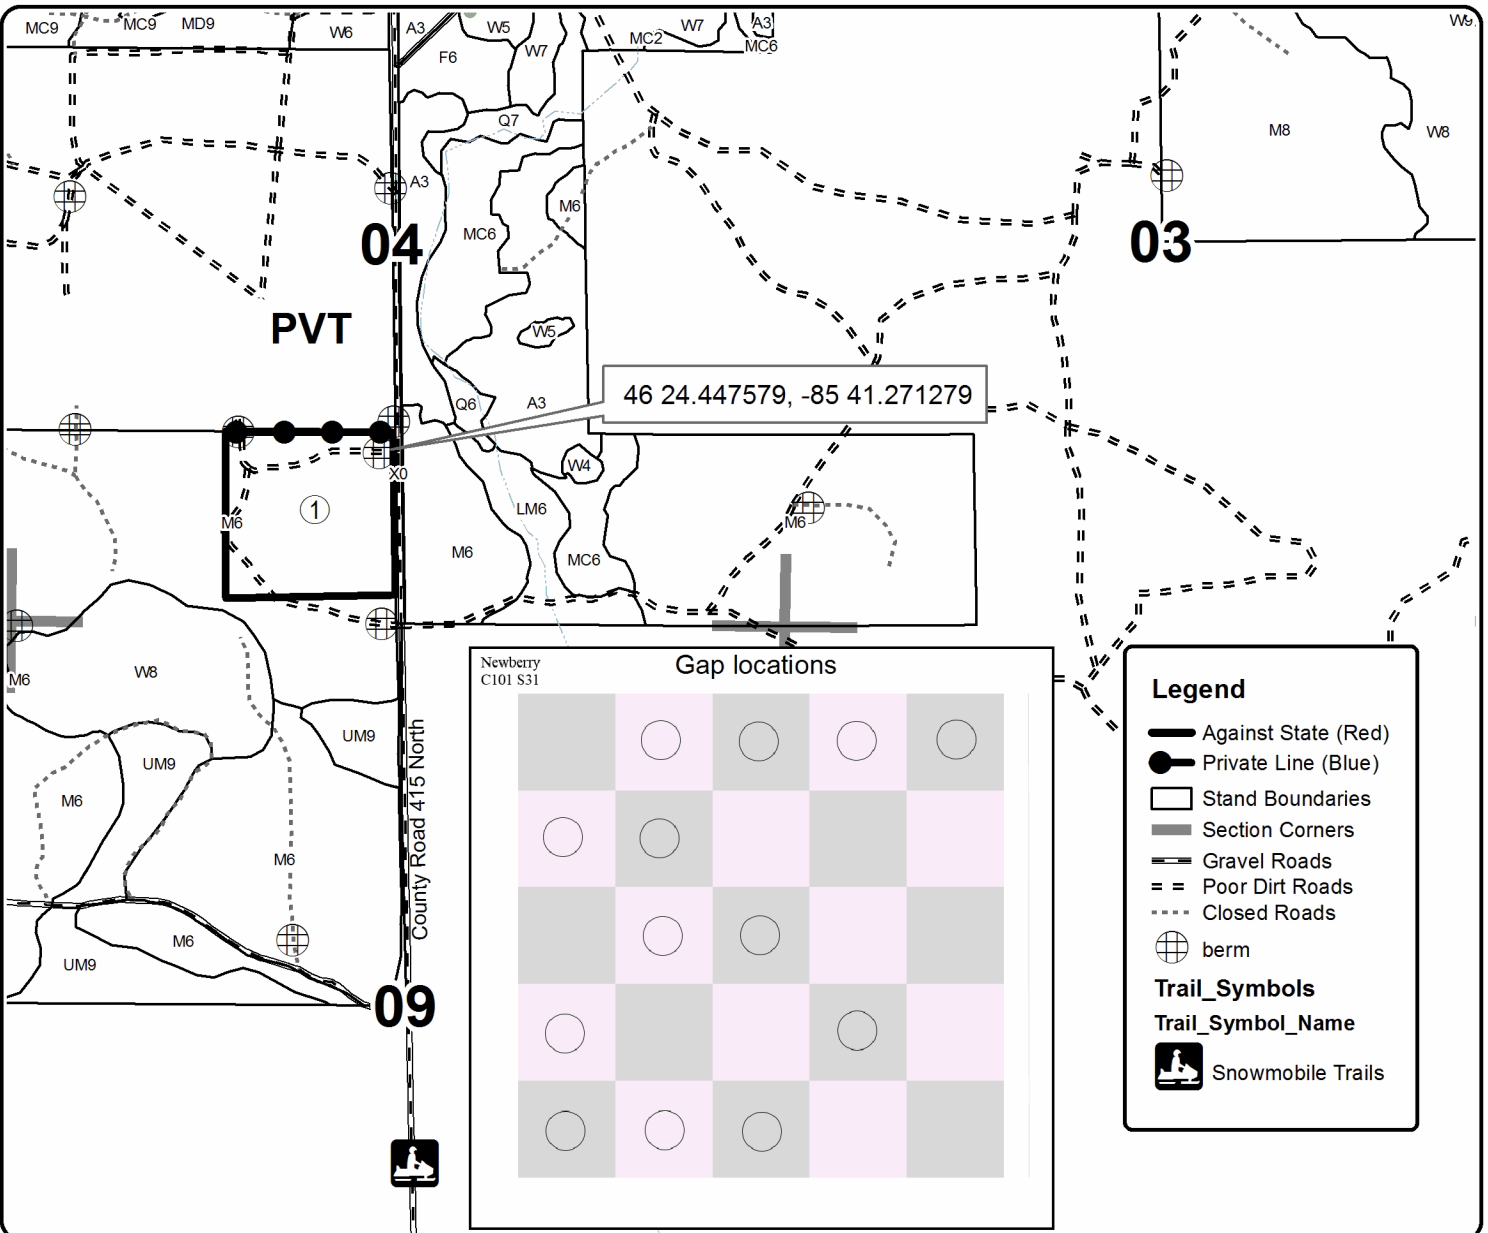 MC9
MC9
MD9
W6
A3
W5
W7
MC2
W7
A3
MC6
W9
F6
Q7
M8
W8
A3
M6
MC6
04
03
PVT
W5
46 24.447579, -85 41.271279
Q6
A3
X0
W4
1
M6
LM6
M6
M6
MC6
W8
M6
UM9
UM9
M6
M6
M6
UM9
County Road 415 North
09
Newberry
C101 S31
Gap locations
Legend
Against State (Red)
Private Line (Blue)
Stand Boundaries
Section Corners
Gravel Roads
Poor Dirt Roads
Closed Roads
berm
Trail_Symbols
Trail_Symbol_Name
Snowmobile Trails